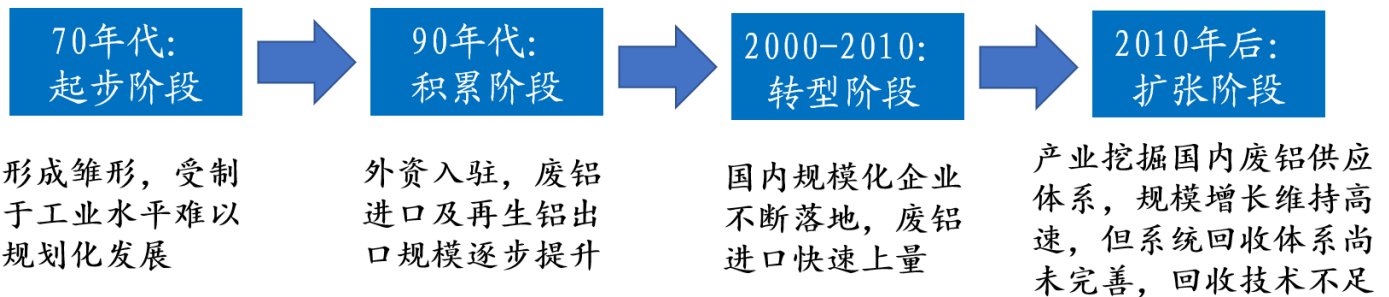 70年代：
起步阶段
90年代：
积累阶段
2000-2010：
转型阶段
2010年后：
扩张阶段
形成雏形，受制
于工业水平难以
规划化发展
外资入驻，废铝
进口及再生铝出
口规模逐步提升
国内规模化企业
不断落地，废铝
进口快速上量
产业挖掘国内废铝供应
体系，规模增长维持高
速，但系统回收体系尚
未完善，回收技术不足